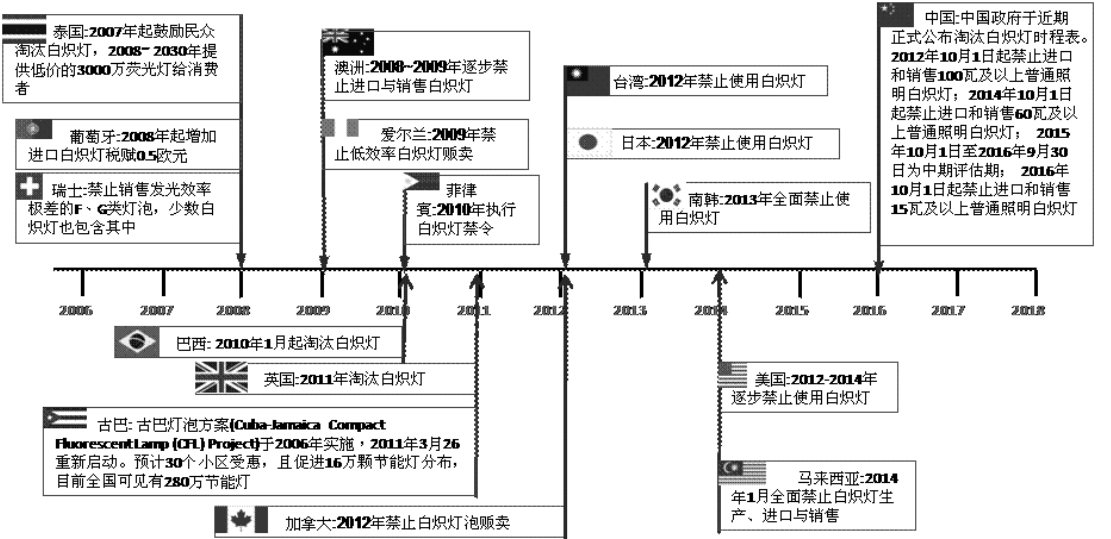 泰国:2007年起鼓励民众
淘汰白炽灯，2008~2030年提
供低价的3000万荧光灯给消费
者
葡萄牙:2008年起增加
进口白炽灯税赋0.5欧元
瑞士:禁止销售发光效率
极差的F、G类灯泡，少数白
炽灯也包含其中
澳洲:2008~2009年逐步禁
止进口与销售白炽灯
爱尔兰:2009年禁
止低效率白炽灯贩卖
菲律
賓:2010年执行
白炽灯禁令
台湾:2012年禁止使用白炽灯
日本:2012年禁止使用白炽灯
南韩:2013年全面禁止使
用白炽灯
中国:中国政府于近期
正式公布淘汰白炽灯时程表。
2012年10月1日起禁止进口
和销售100瓦及以上普通照
明白炽灯；2014年10月1日
起禁止进口和销售60瓦及以
上普通照明白炽灯； 2015
年10月1日至2016年9月30
日为中期评估期； 2016年
10月1日起禁止进口和销售
15瓦及以上普通照明白炽灯
2006 2007 2008 2009 2010 2011 2012 2013 2014 2015 2016 2017 2018
巴西: 2010年1月起淘汰白炽灯
英国:2011年淘汰白炽灯
古巴: 古巴灯泡方案(Cuba-Jamaica Compact
Fluorescent Lamp (CFL) Project)于2006年实施，2011年3月26
重新启动。预计30个小区受惠，且促进16万颗节能灯分布，
目前全国可见有280万节能灯
加拿大:2012年禁止白炽灯泡贩卖
美国:2012-2014年
逐步禁止使用白炽灯
马来西亚:2014
年1月全面禁止白炽灯生
产、进口与销售